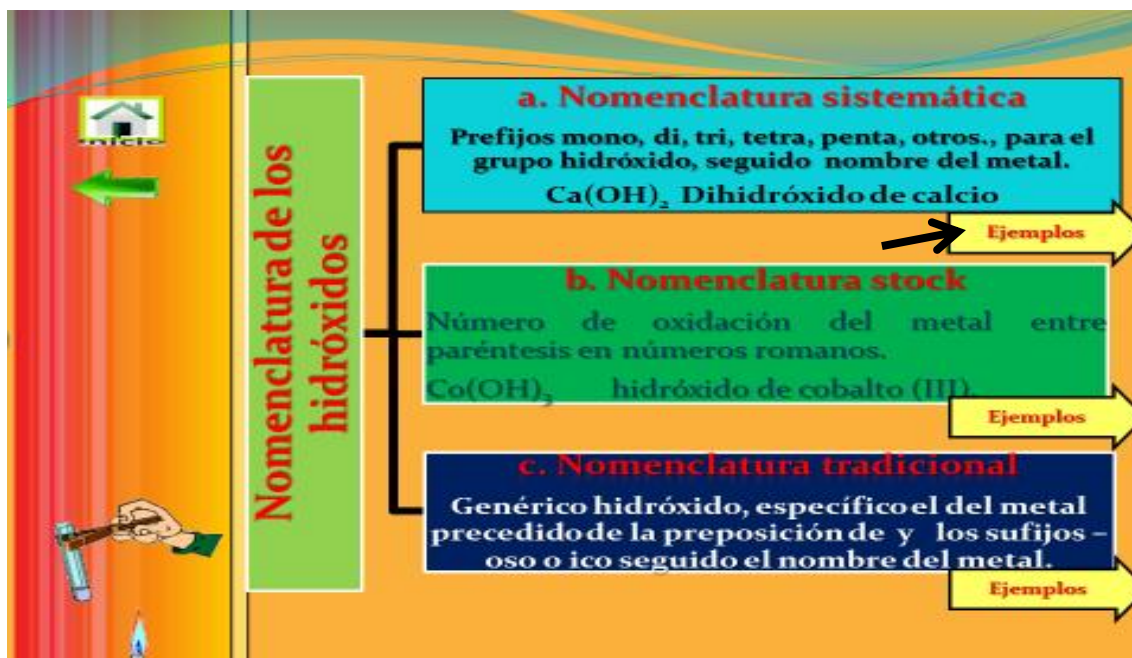 inicio
Nomenclatura de los
hidróxidos
a. Nomenclatura sistemática
Prefijos mono, di, tri, tetra, penta, otros., para el
grupo hidróxido, seguido nombre del metal.
Ca(OH)₂ Dihidróxido de calcio
Ejemplos
b. Nomenclatura stock
Número de oxidación del metal entre
paréntesis en números romanos.
Co(OH)₃ hidróxido de cobalto (III).
Ejemplos
c. Nomenclatura tradicional
Genérico hidróxido, específico el del metal
precedido de la preposición de y los sufijos –
oso o ico seguido el nombre del metal.
Ejemplos